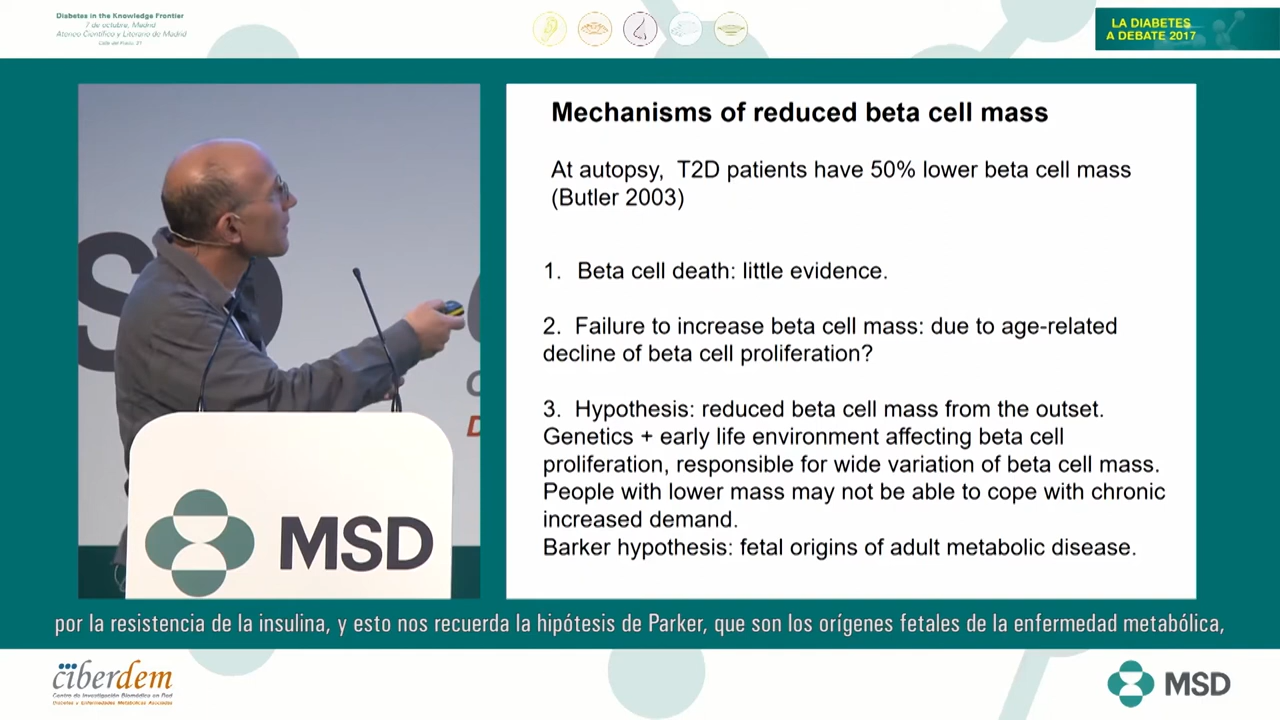 Diabetes in the Knowledge Frontier
7 de octubre, Madrid
Ateneo Científico y Literario de Madrid
Calle del Prado, 21
LA DIABETES
A DEBATE 2017
Mechanisms of reduced beta cell mass
At autopsy, T2D patients have 50% lower beta cell mass
(Butler 2003)
1. Beta cell death: little evidence.
2. Failure to increase beta cell mass: due to age-related
decline of beta cell proliferation?
3. Hypothesis: reduced beta cell mass from the outset.
Genetics + early life environment affecting beta cell
proliferation, responsible for wide variation of beta cell mass.
People with lower mass may not be able to cope with chronic
increased demand.
Barker hypothesis: fetal origins of adult metabolic disease.
MSD
por la resistencia de la insulina, y esto nos recuerda la hipótesis de Parker, que son los orígenes fetales de la enfermedad metabólica,
ciberdem
Centro de Investigación Biomédica en Red
Diabetes y Enfermedades Metabólicas Asociadas
MSD